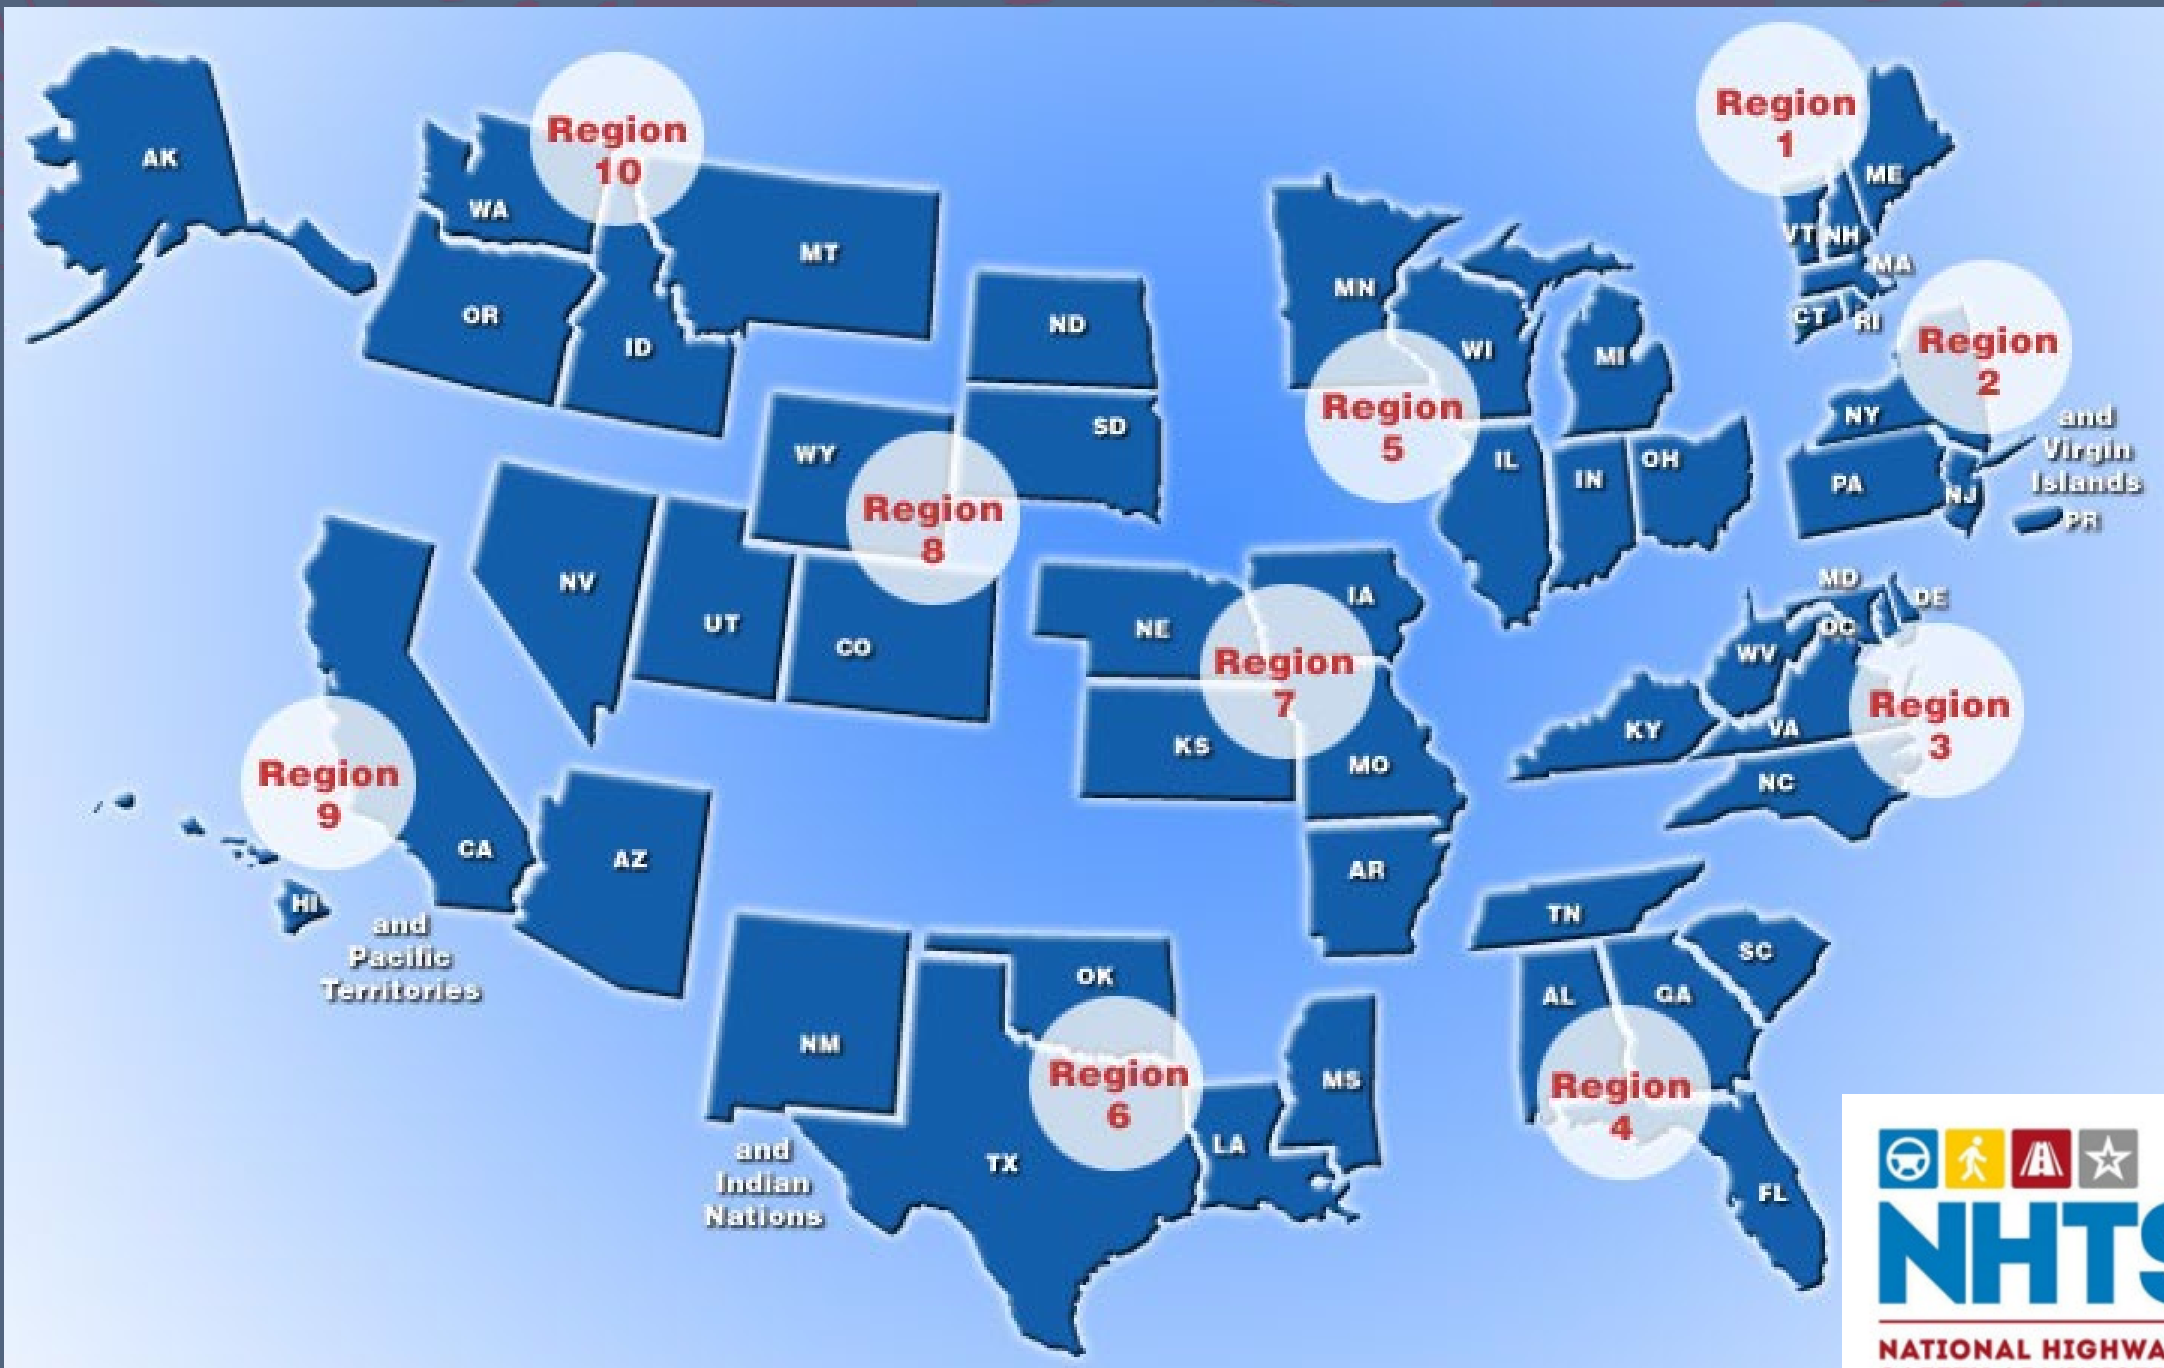 AK
WA
OR
ID
MT
Region
10
ND
SD
WY
NV
UT
CO
Region
8
CA
AZ
HI
Region
9
and
Pacific
Territories
NE
IA
KS
MO
AR
Region
7
NM
OK
TX
LA
MS
Region
6
and
Indian
Nations
MN
WI
MI
IL
IN
OH
Region
5
ME
VT
NH
MA
CT
RI
Region
1
NY
PA
NJ
PR
Region
2
and
Virgin
Islands
MD
DE
DC
WV
KY
VA
NC
Region
3
TN
SC
AL
GA
FL
Region
4
NHTS
NATIONAL HIGHWA